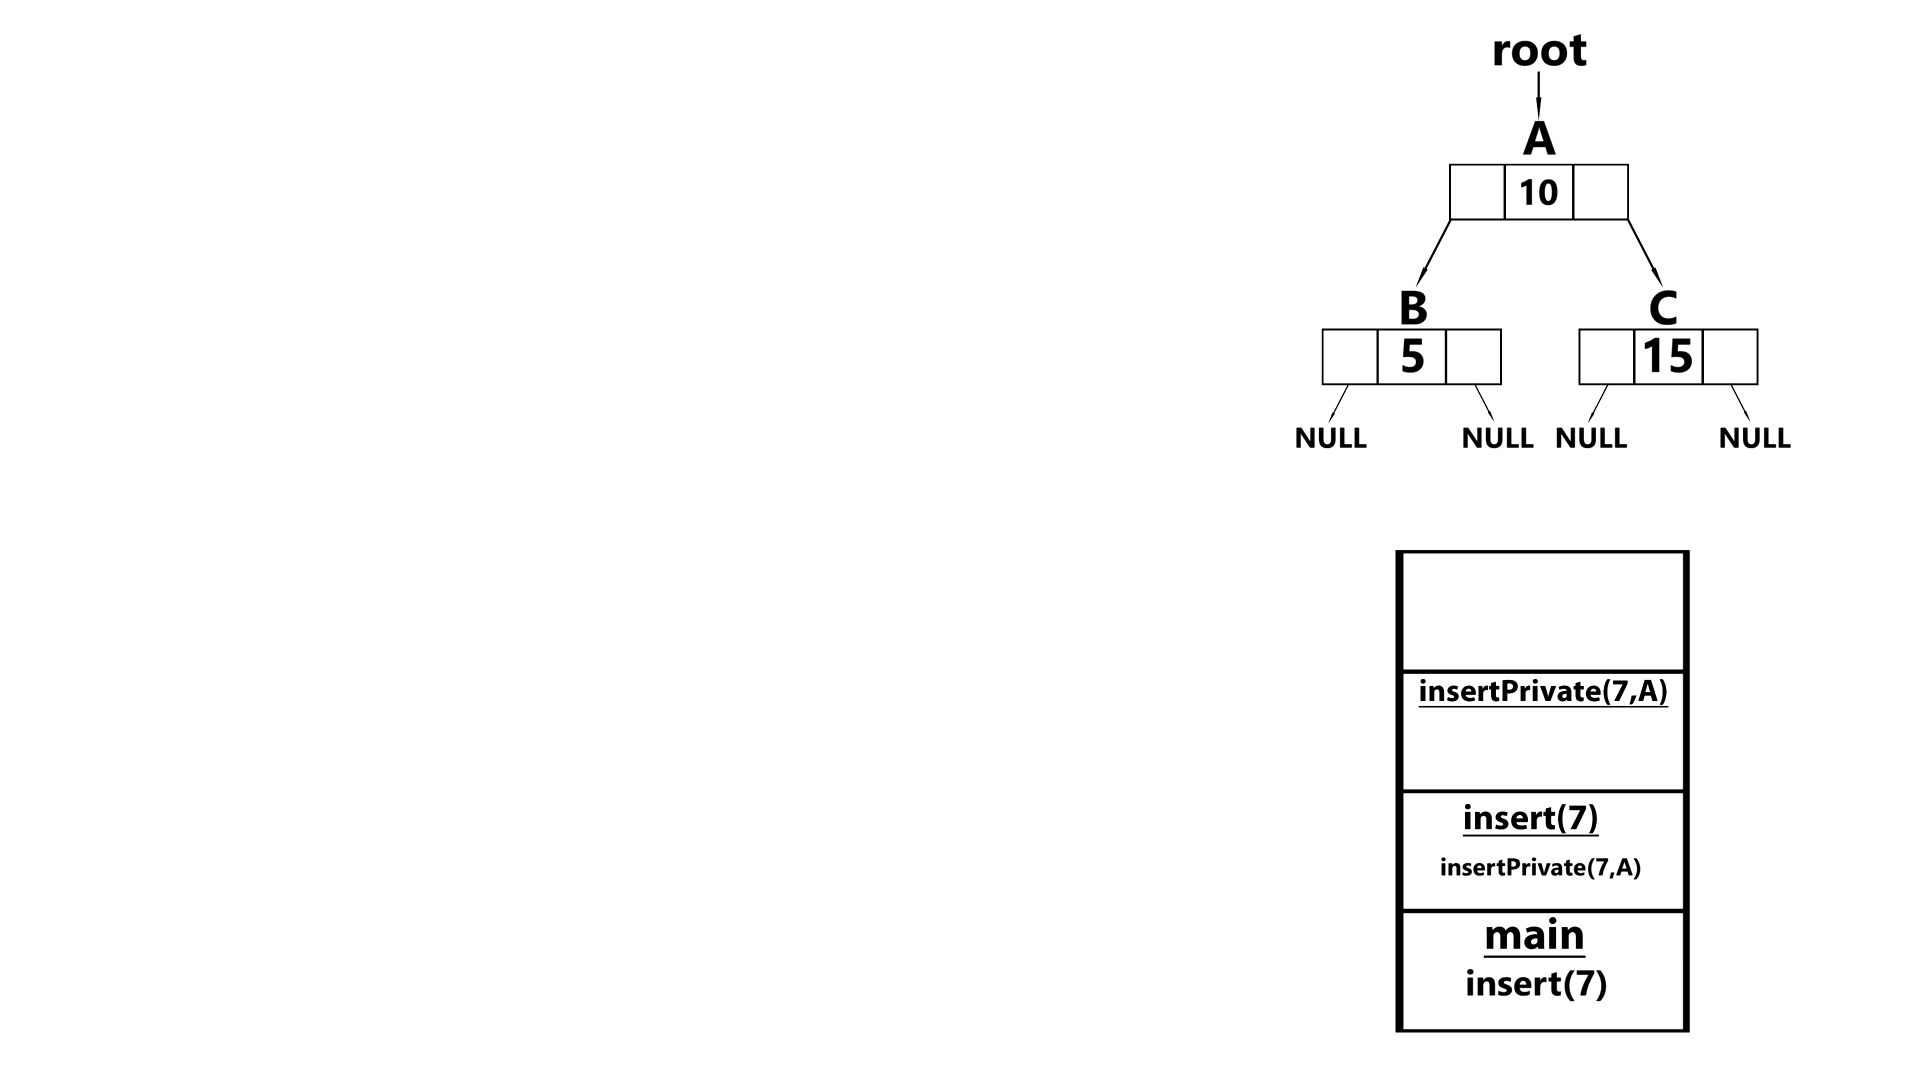 root
A
10
B
C
5
15
NULL
NULL
NULL
NULL
insertPrivate(7,A)
insert(7)
insertPrivate(7,A)
main
insert(7)